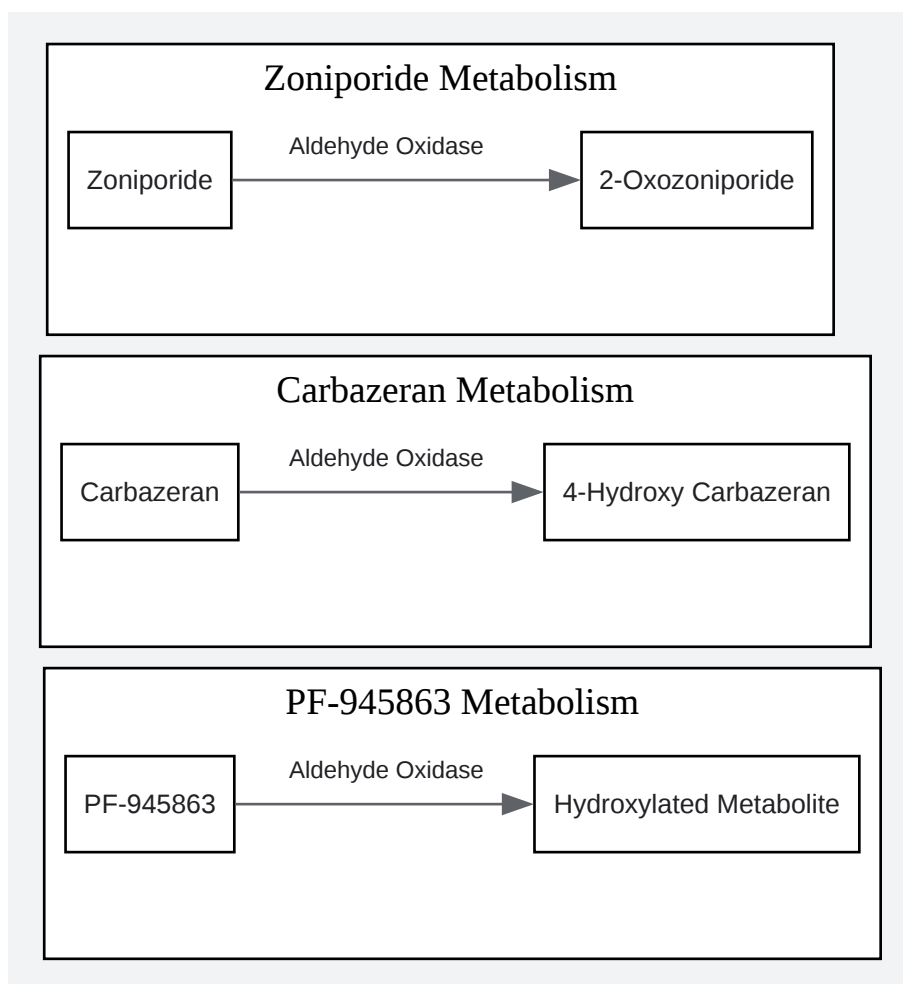 Zoniporide Metabolism
Aldehyde Oxidase
Zoniporide
2-Oxozoniporide
Carbazeran Metabolism
Aldehyde Oxidase
Carbazeran
4-Hydroxy Carbazeran
PF-945863 Metabolism
Aldehyde Oxidase
PF-945863
Hydroxylated Metabolite